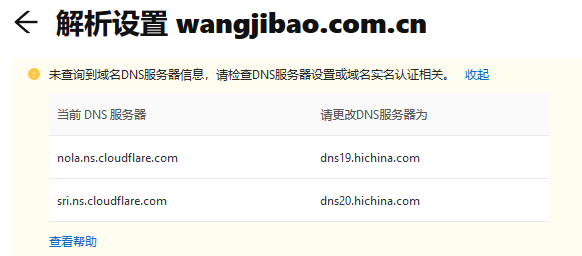 解析设置 wangjibao.com.cn
未查询到域名DNS服务器信息，请检查DNS服务器设置或域名实名认证相关。 收起
当前 DNS 服务器 请更改DNS服务器为
nola.ns.cloudflare.com dns19.hichina.com
sri.ns.cloudflare.com dns20.hichina.com
查看帮助